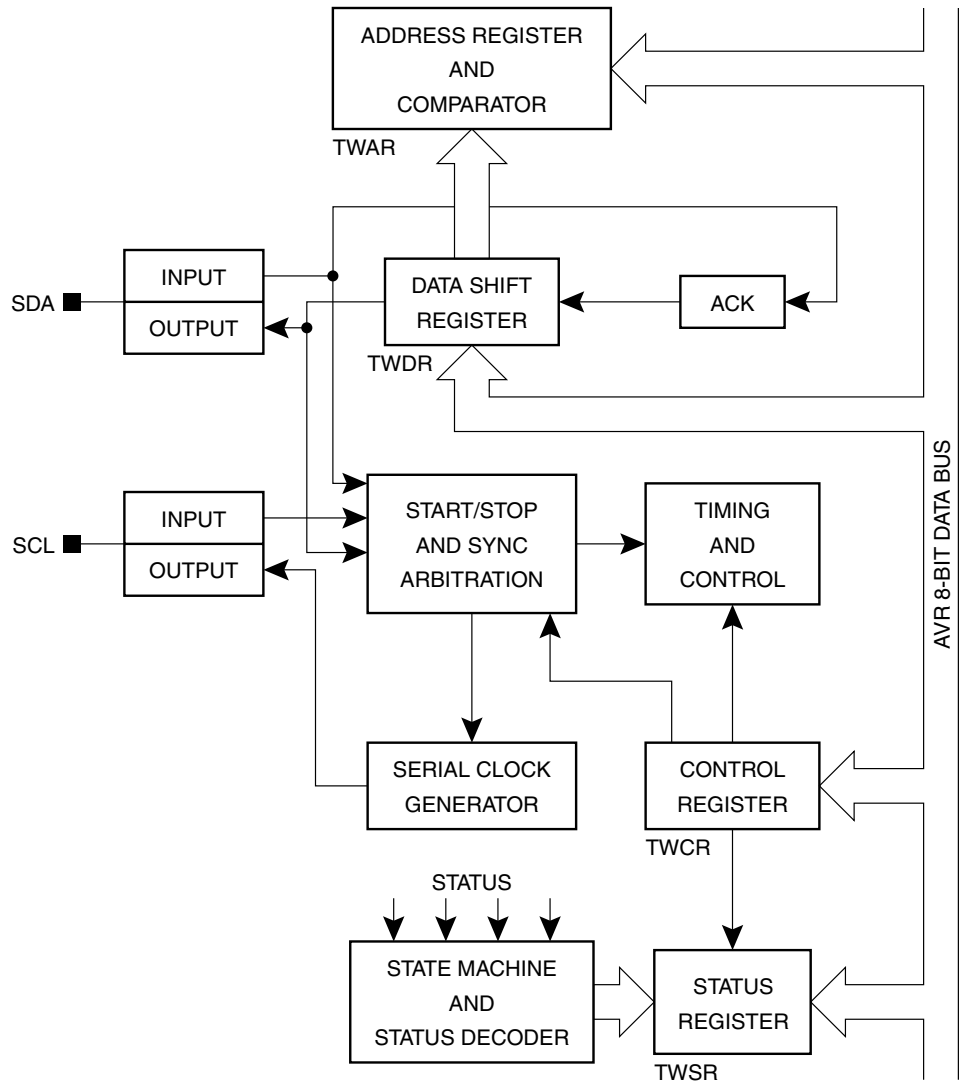 ADDRESS REGISTER
AND
COMPARATOR
TWAR
INPUT
SDA
OUTPUT
DATA SHIFT
REGISTER
TWDR
ACK
INPUT
SCL
OUTPUT
START/STOP
AND SYNC
ARBITRATION
TIMING
AND
CONTROL
AVR 8-BIT DATA BUS
SERIAL CLOCK
GENERATOR
CONTROL
REGISTER
TWCR
STATUS
STATE MACHINE
AND
STATUS DECODER
STATUS
REGISTER
TWSR